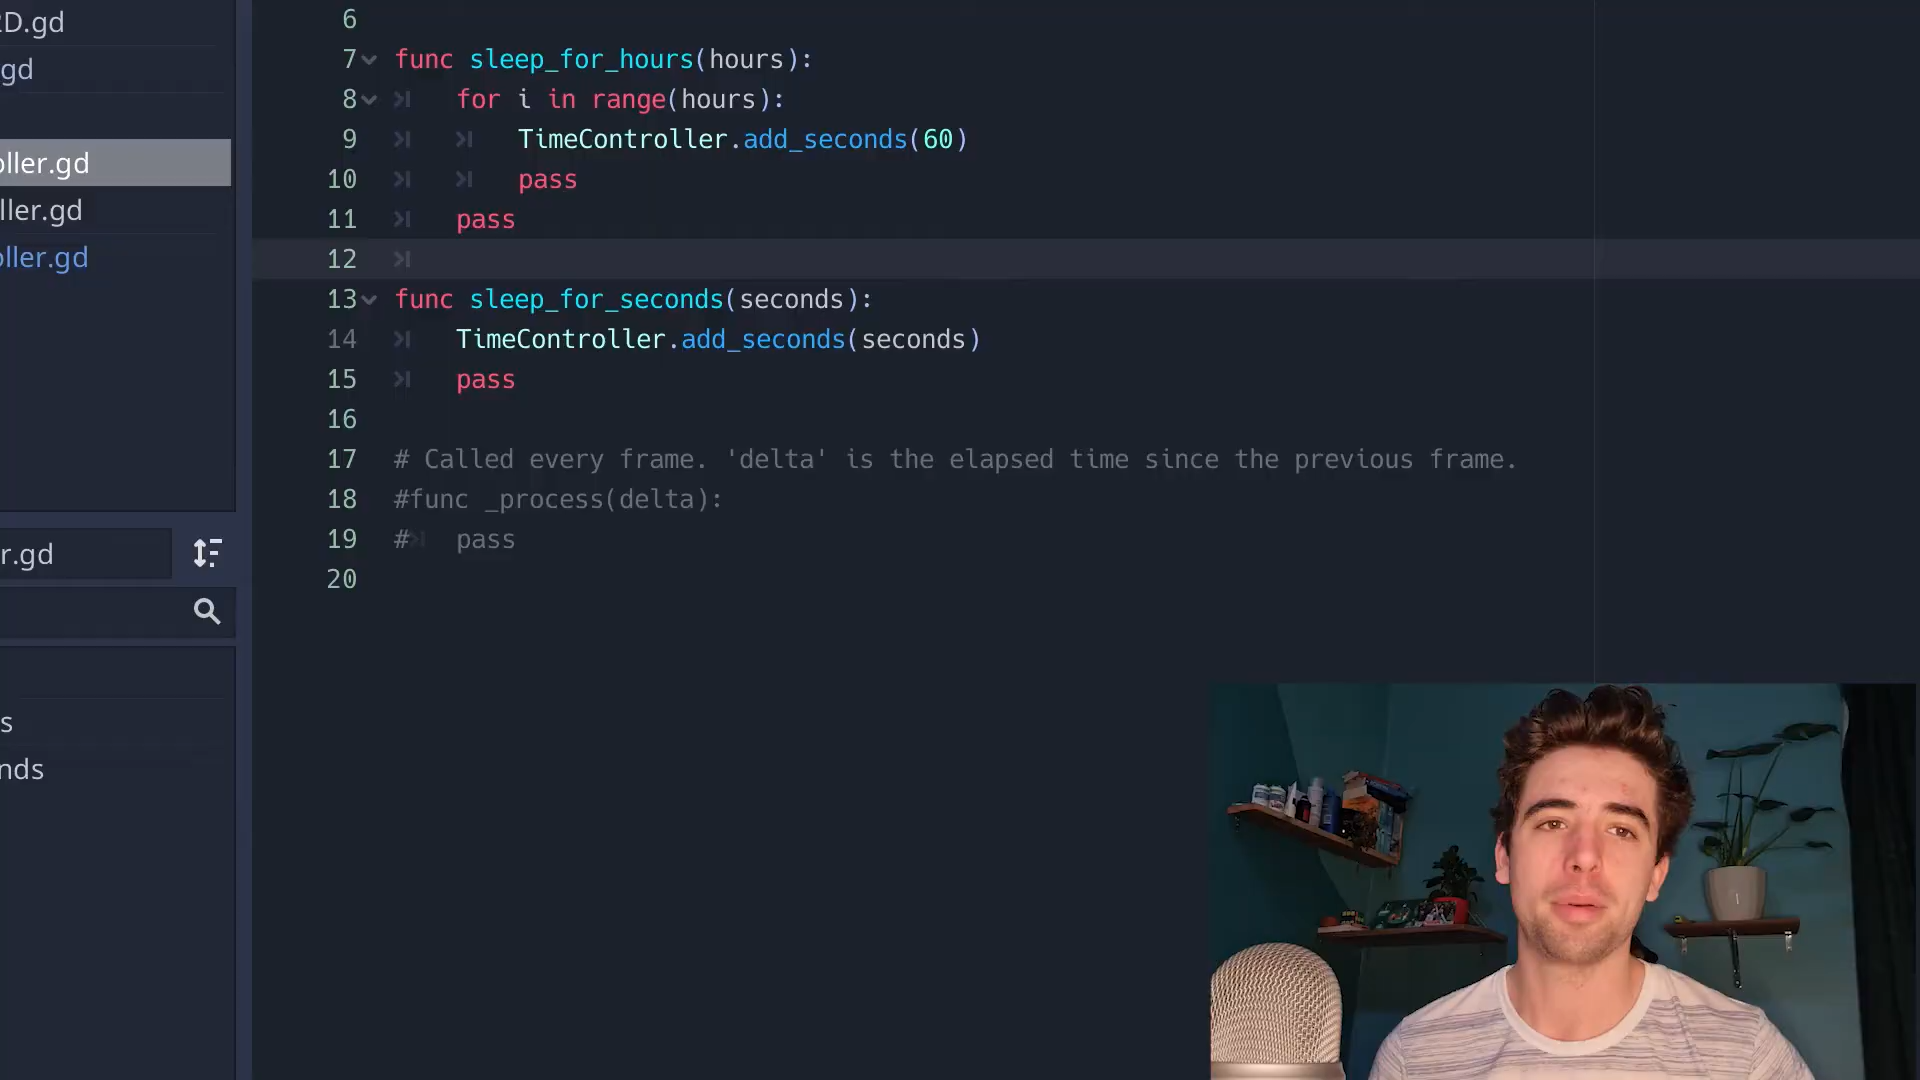 2D.gd
gd
oller.gd
ller.gd
oller.gd
r.gd
s
nds
6
7 func sleep_for_hours(hours):
8 for i in range(hours):
9 TimeController.add_seconds(60)
10 pass
11 pass
12
13 func sleep_for_seconds(seconds):
14 TimeController.add_seconds(seconds)
15 pass
16
17 # Called every frame. 'delta' is the elapsed time since the previous frame.
18 #func _process(delta):
19 # pass
20